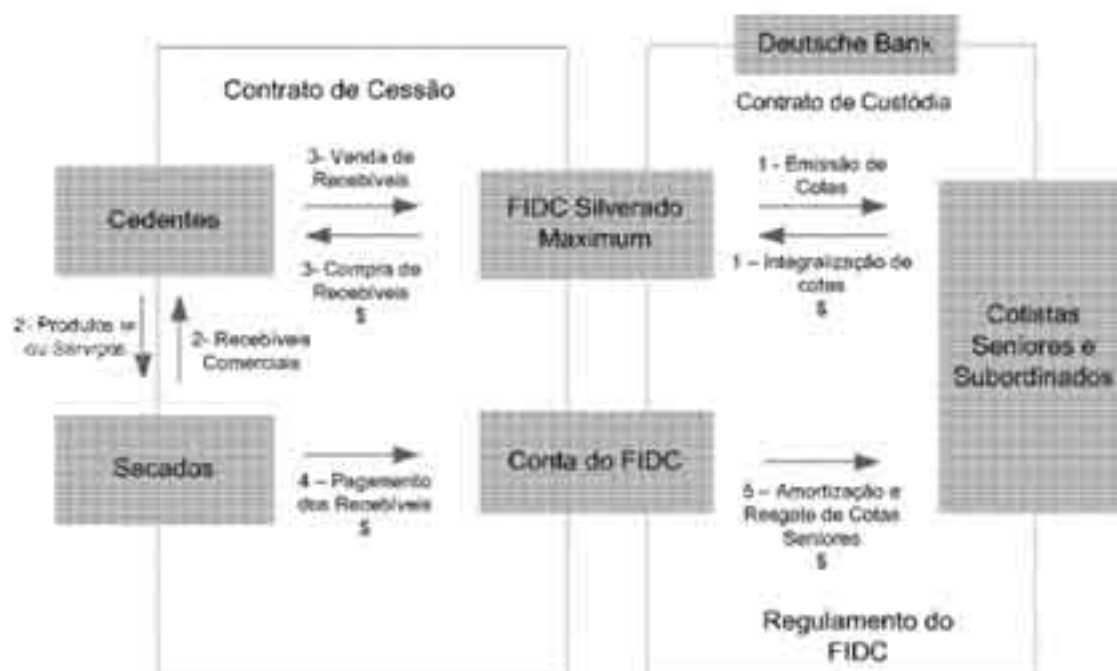 Deutsche Bank
Contrato de Cessão
Contrato de Custódia
Cedentes
3- Venda de
Recebíveis
3- Compra de
Recebíveis
$
FIDC Silverado
Maximum
1 - Emissão de
Cotas
1 – Integralização de
cotas
$
Cotistas
Seniores e
Subordinados
2- Produtos e
ou Serviços
2- Recebíveis
Comerciais
Sacados
4 – Pagamento
dos Recebíveis
$
Conta do FIDC
5 – Amortização e
Resgate de Cotas
Seniores
$
Regulamento do
FIDC